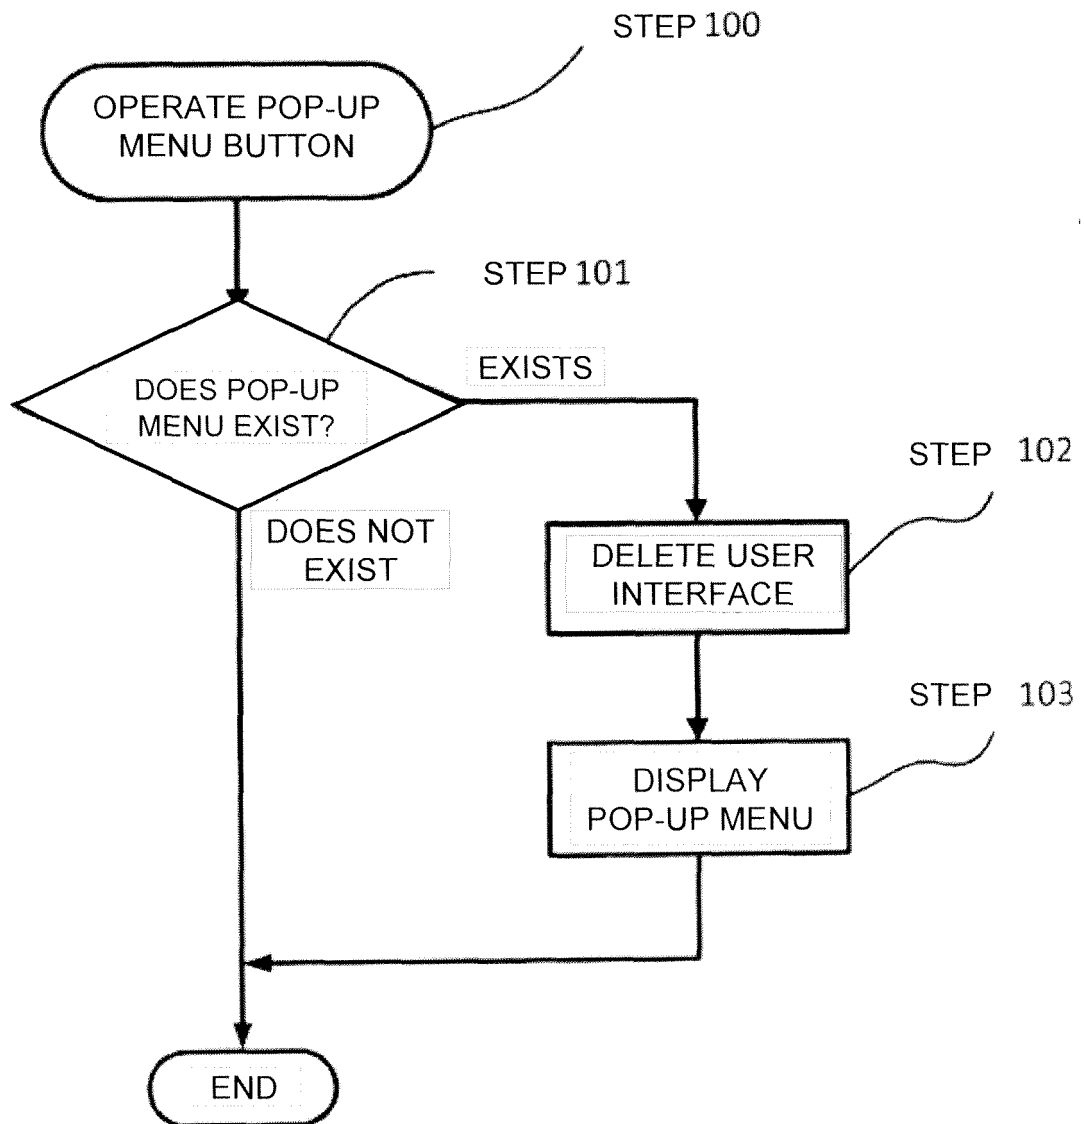 STEP 100
OPERATE POP-UP
MENU BUTTON
STEP 101
DOES POP-UP
MENU EXIST?
EXISTS
DOES NOT
EXIST
STEP 102
DELETE USER
INTERFACE
STEP 103
DISPLAY
POP-UP MENU
END